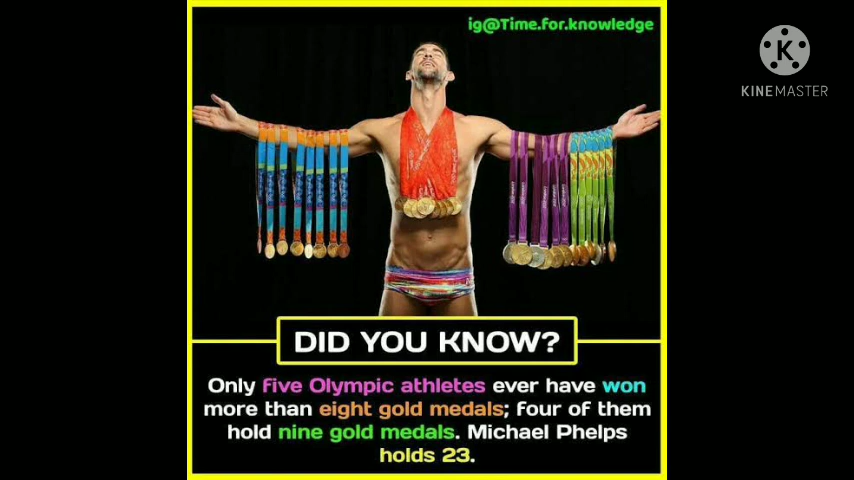 ig@Time.for.knowledge
K
KINEMASTER
DID YOU KNOW?
Only five Olympic athletes ever have won
more than eight gold medals; four of them
hold nine gold medals. Michael Phelps
holds 23.